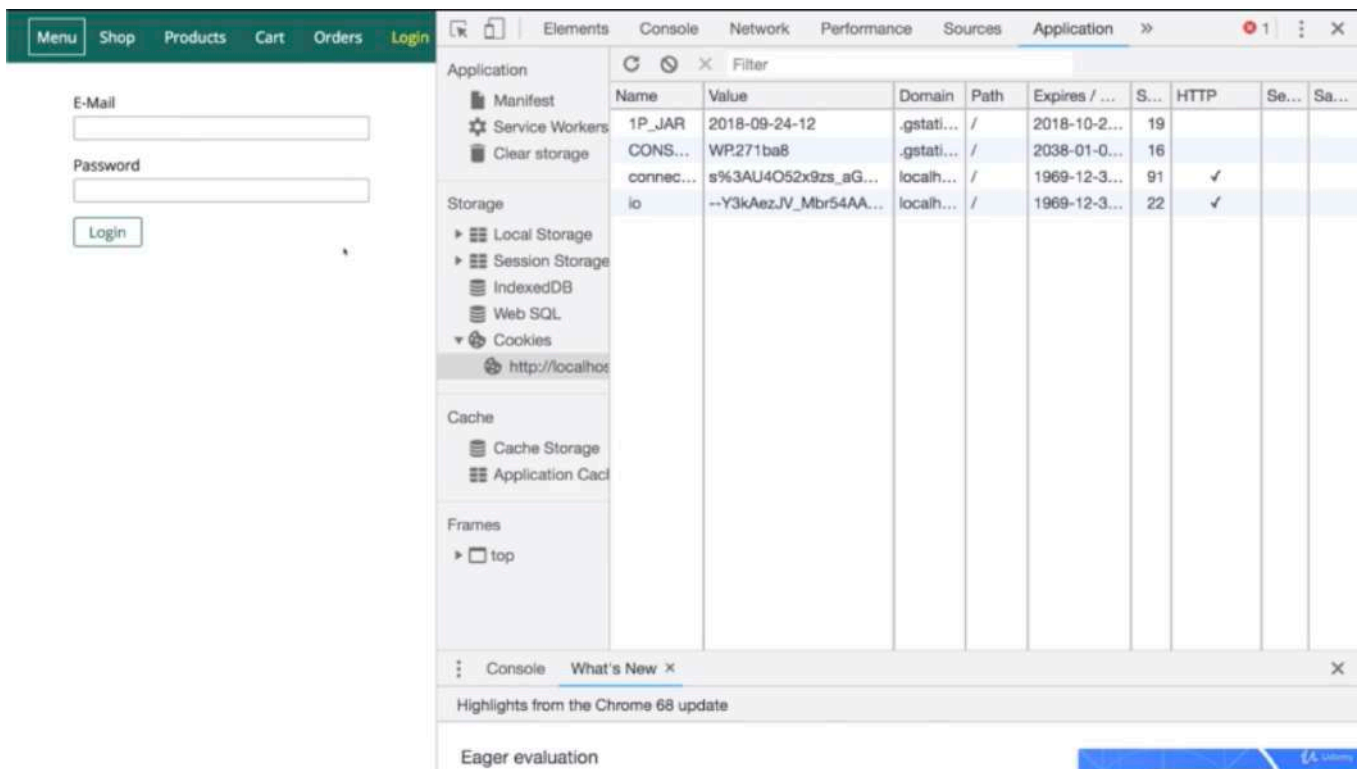 Menu Shop Products Cart Orders Login
E-Mail
Password
Login
Elements Console Network Performance Sources Application » 1
Application
Manifest
Service Workers
Clear storage
Storage
Local Storage
Session Storage
IndexedDB
Web SQL
Cookies
http://localhos
Cache
Cache Storage
Application Cacl
Frames
top
Filter
Name Value Domain Path Expires / ... S... HTTP Se... Sa...
1P_JAR 2018-09-24-12 .gstati... / 2018-10-2... 19
CONS... WP.271ba8 .gstati... / 2038-01-0... 16
connec... s%3AU4O52x9zs_aG... localh... / 1969-12-3... 91 ✓
io --Y3kAezJV_Mbr54AA... localh... / 1969-12-3... 22 ✓
Console What's New ×
Highlights from the Chrome 68 update
Eager evaluation
Udemy